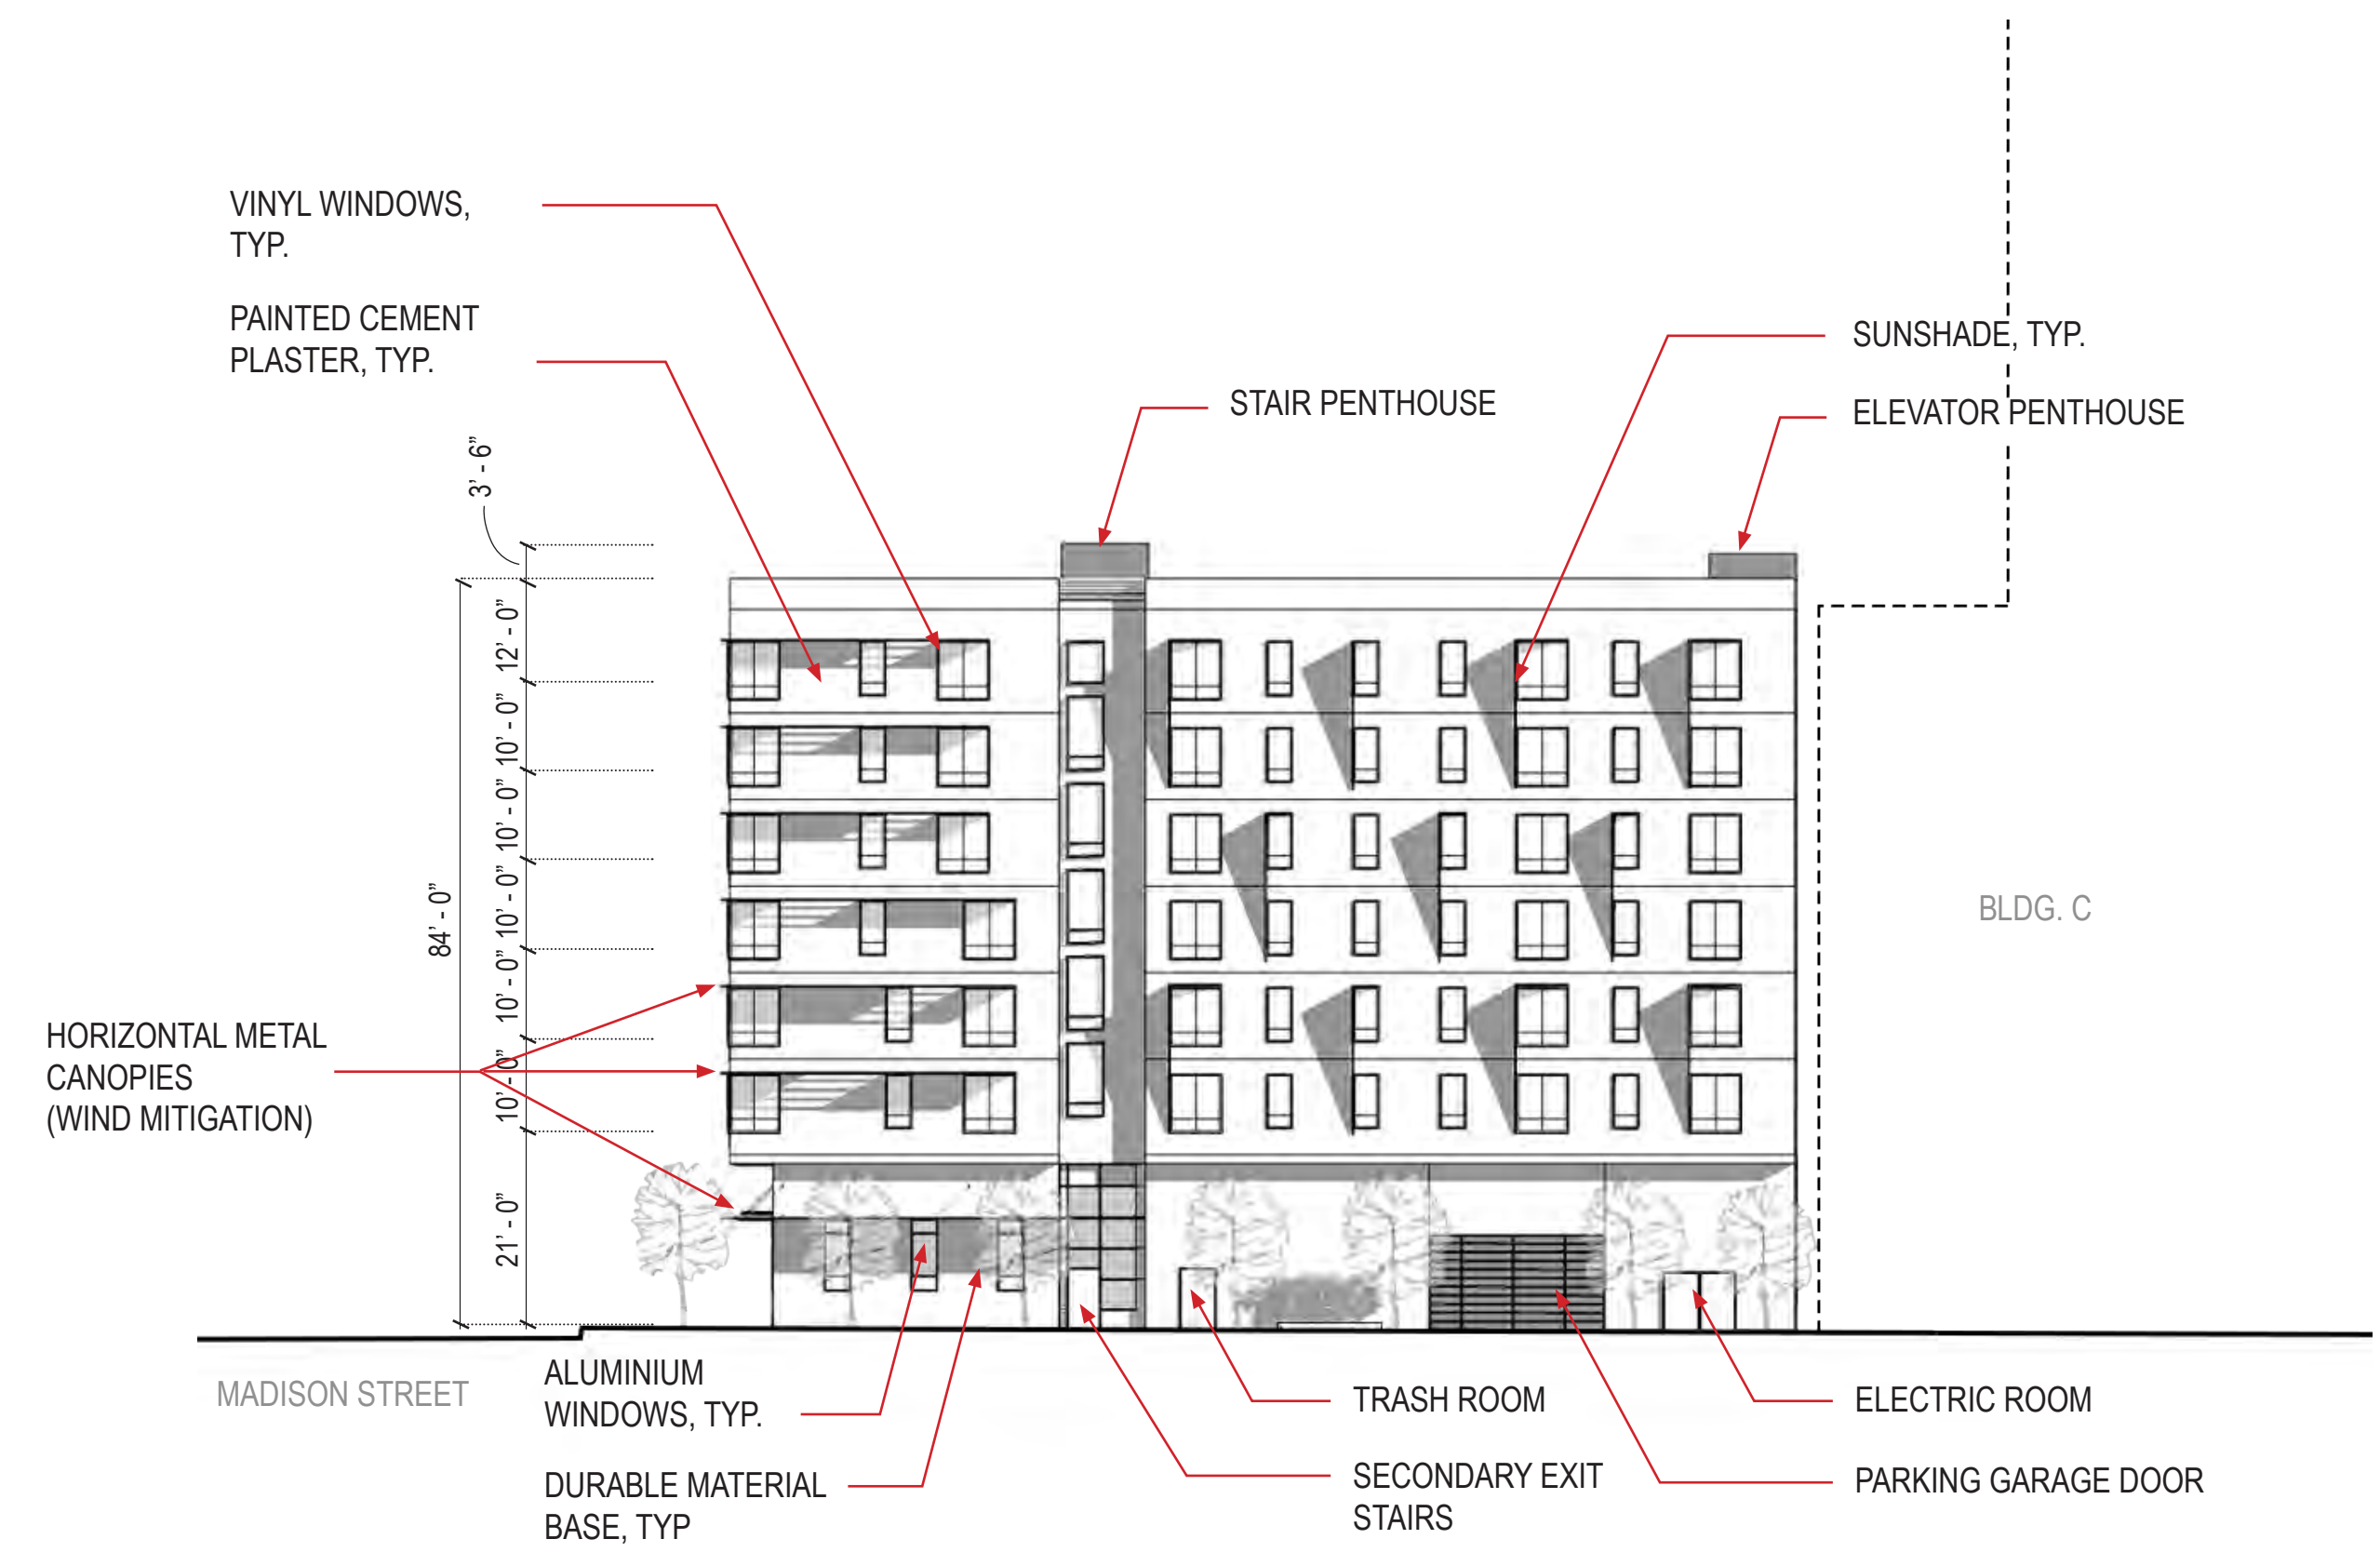 VINYL WINDOWS,
TYP.
PAINTED CEMENT
PLASTER, TYP.
STAIR PENTHOUSE
SUNSHADE, TYP.
ELEVATOR PENTHOUSE
3' - 6"
12' - 0"
10' - 0"
10' - 0"
10' - 0"
10' - 0"
10' - 0"
21' - 0"
84' - 0"
BLDG. C
HORIZONTAL METAL
CANOPIES
(WIND MITIGATION)
MADISON STREET
ALUMINIUM
WINDOWS, TYP.
DURABLE MATERIAL
BASE, TYP
TRASH ROOM
SECONDARY EXIT
STAIRS
ELECTRIC ROOM
PARKING GARAGE DOOR